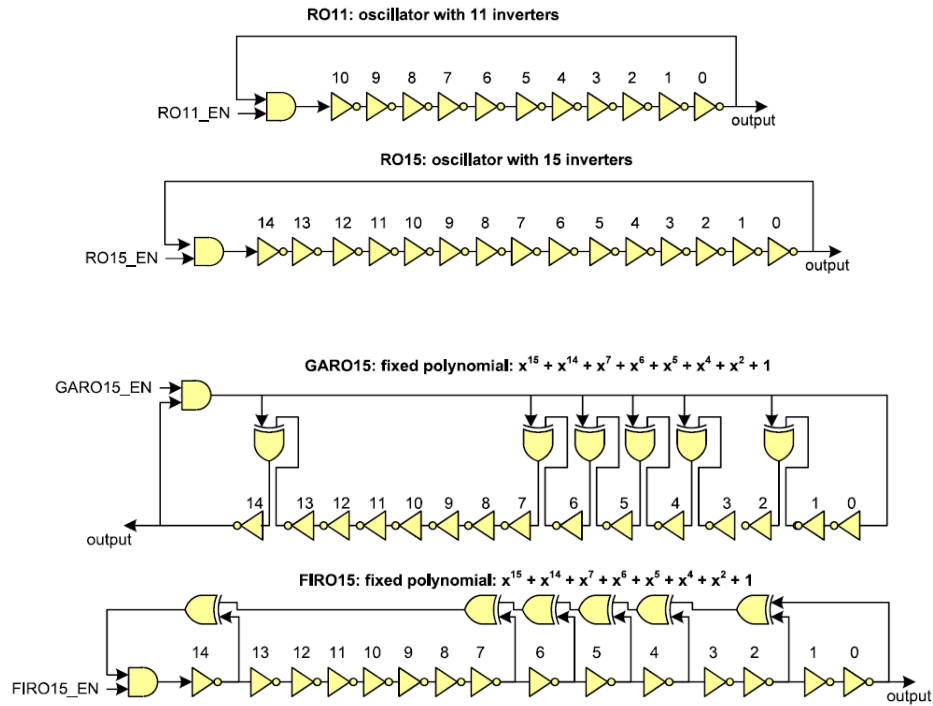 RO11: oscillator with 11 inverters
10 9 8 7 6 5 4 3 2 1 0
RO11_EN
output
RO15: oscillator with 15 inverters
14 13 12 11 10 9 8 7 6 5 4 3 2 1 0
RO15_EN
output
GARO15: fixed polynomial: x¹⁵ + x¹⁴ + x⁷ + x⁶ + x⁵ + x⁴ + x² + 1
GARO15_EN
14 13 12 11 10 9 8 7 6 5 4 3 2 1 0
output
FIRO15: fixed polynomial: x¹⁵ + x¹⁴ + x⁷ + x⁶ + x⁵ + x⁴ + x² + 1
14 13 12 11 10 9 8 7 6 5 4 3 2 1 0
FIRO15_EN
output